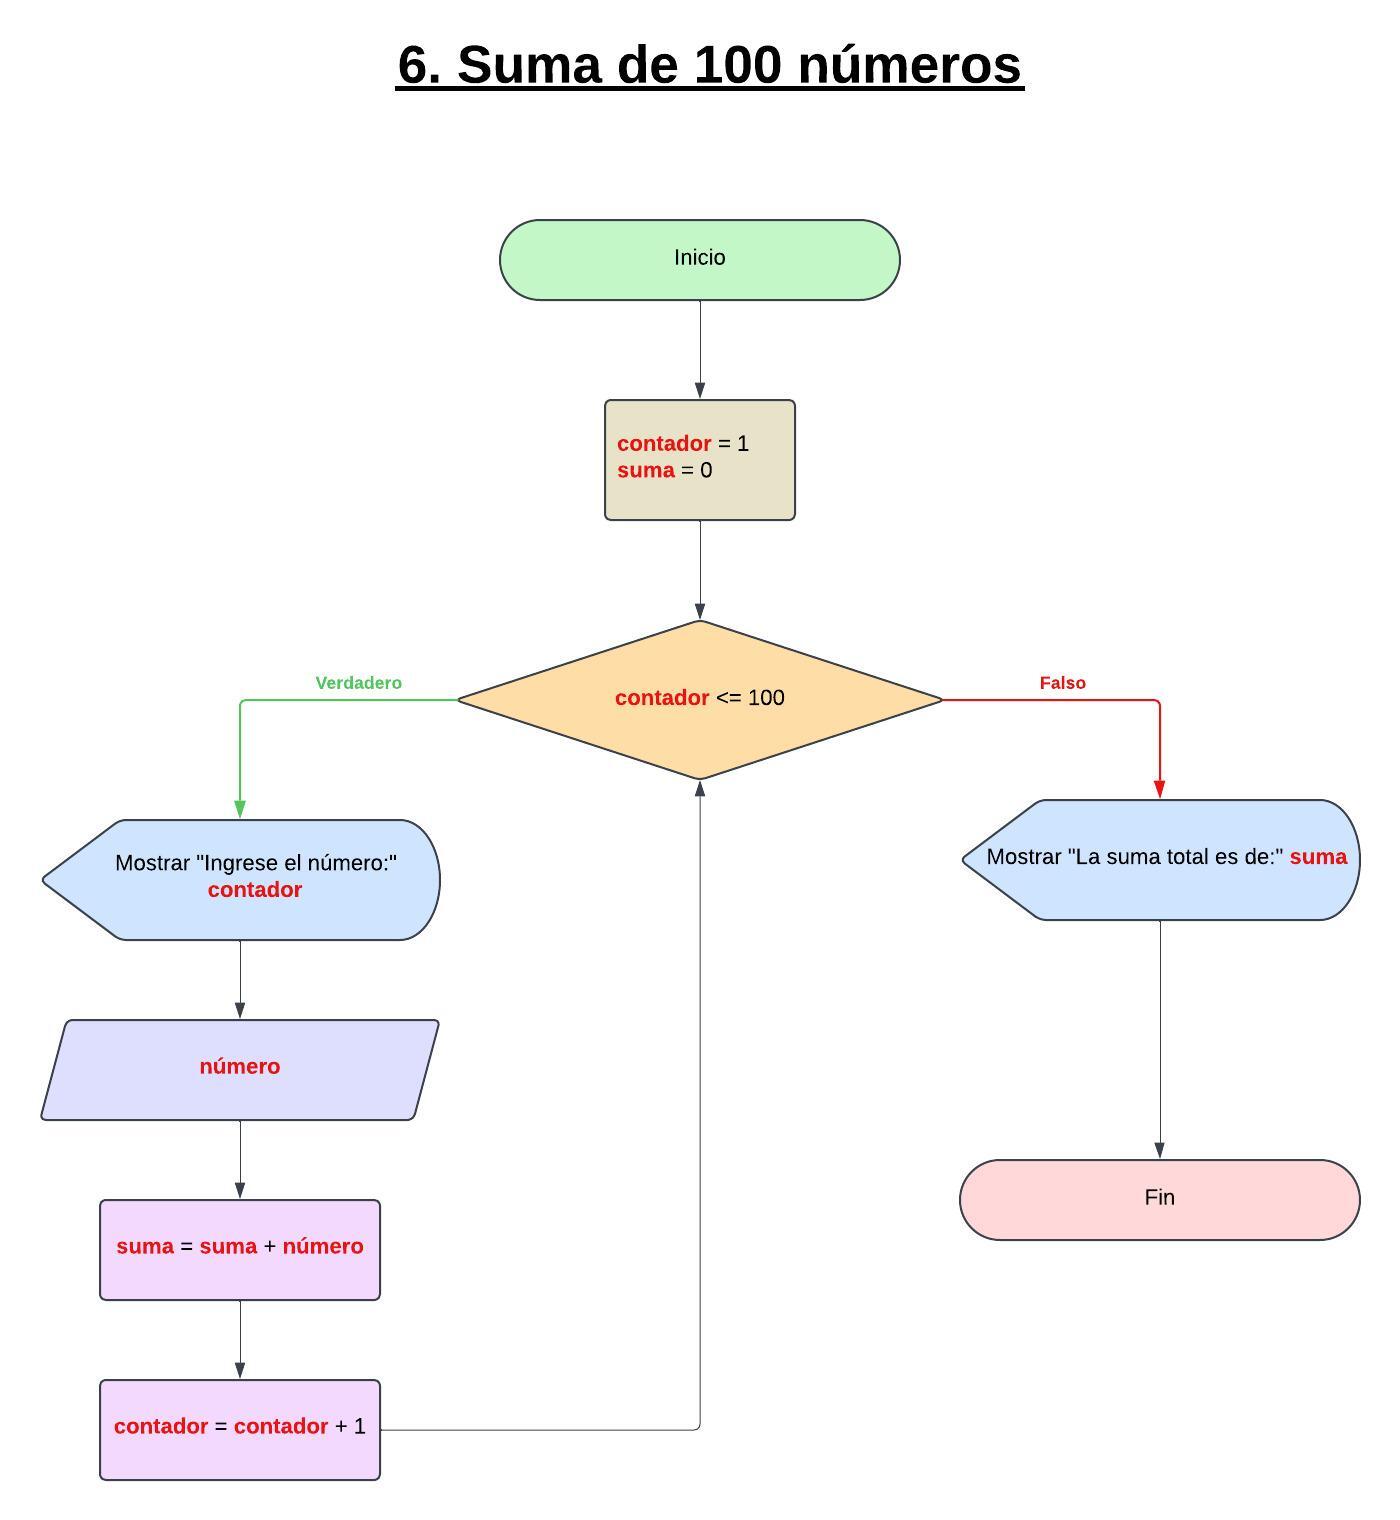 6. Suma de 100 números
Inicio
contador = 1
suma = 0
contador <= 100
Verdadero
Falso
Mostrar "Ingrese el número:"
contador
Mostrar "La suma total es de:" suma
número
suma = suma + número
contador = contador + 1
Fin